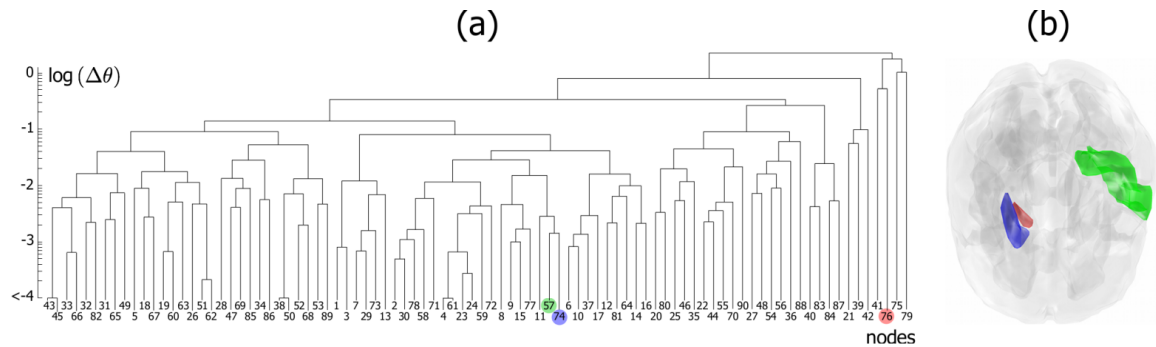 (a)
(b)
0
log (Δθ)
-1
-2
-3
<-4
43 33 32 31 49 18 19 63 51 28 69 34 38 52 53 1 7 73 2 78 71 61 24 72 9 77 57 6 37 12 64 16 80 46 22 55 90 48 56 88 83 87 39 41 75
45 66 82 65 5 67 60 26 62 47 85 86 50 68 89 3 29 13 30 58 4 23 59 8 15 11 74 10 17 81 14 20 25 35 44 70 27 54 36 40 84 21 42 76 79
nodes